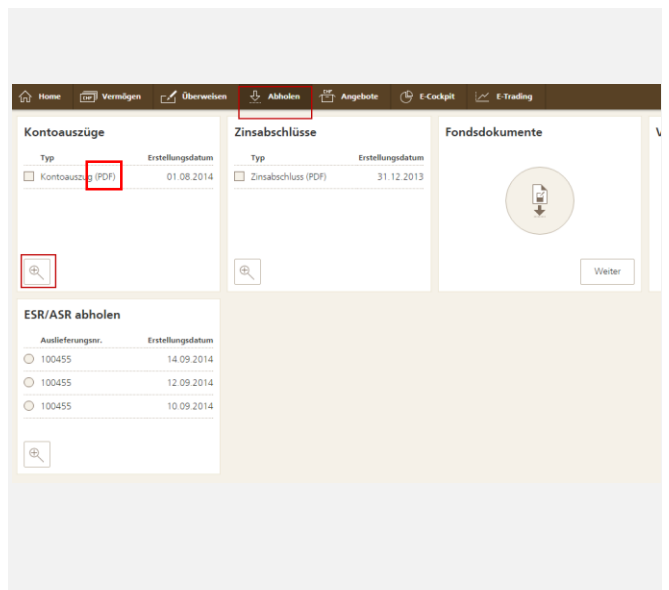 Home CHF Vermögen Überweisen Abholen Angebote E-Cockpit E-Trading
Kontoauszüge
Typ Erstellungsdatum
Kontoauszug (PDF) 01.08.2014
Zinsabschlüsse
Typ Erstellungsdatum
Zinsabschluss (PDF) 31.12.2013
Fondsdokumente
Weiter
V
ESR/ASR abholen
Auslieferungsnr. Erstellungsdatum
100455 14.09.2014
100455 12.09.2014
100455 10.09.2014